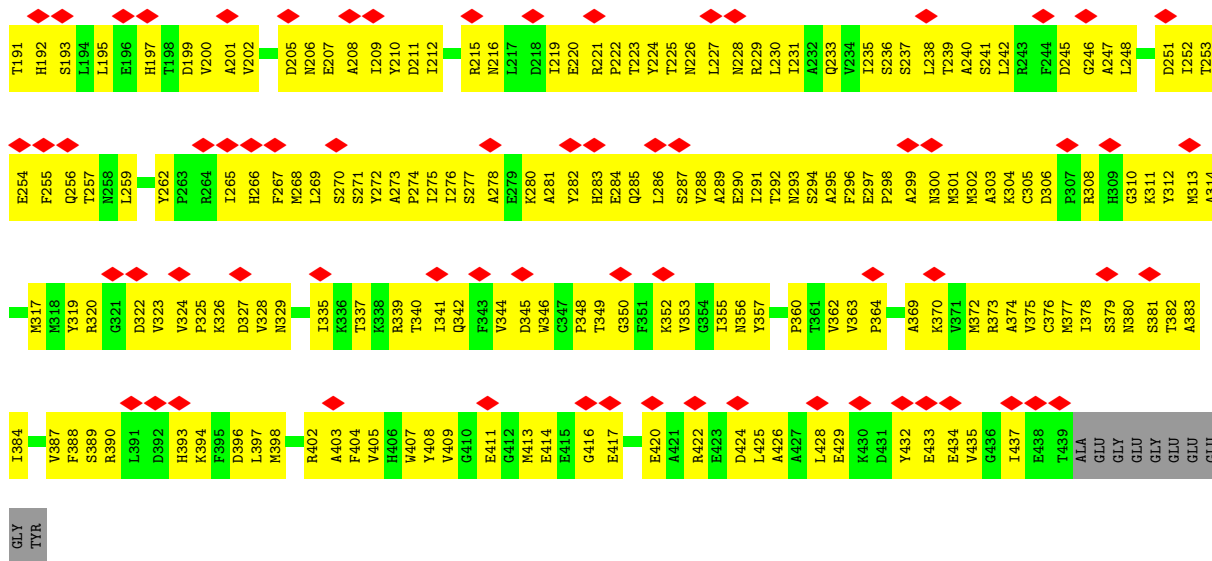 T191 H192 S193 L194 L195 E196 H197 T198 D199 V200 A201 V202 D205 N206 E207 A208 I209 Y210 D211 I212 R215 N216 L217 D218 I219 E220 R221 P222 T223 Y224 T225 N226 L227 N228 R229 L230 I231 A232 Q233 V234 I235 S236 S237 L238 T239 A240 S241 L242 R243 F244 D245 G246 A247 L248 D251 I252 T253
E254 F255 Q256 T257 N258 L259 Y262 P263 R264 I265 H266 F267 M268 L269 S270 S271 Y272 A273 P274 I275 I276 S277 A278 E279 K280 A281 Y282 H283 E284 Q285 L286 S287 V288 A289 E290 I291 T292 N293 S294 A295 F296 E297 P298 A299 N300 M301 M302 A303 K304 C305 D306 P307 R308 H309 G310 K311 Y312 M313 A314
M317 M318 Y319 R320 G321 D322 V323 V324 P325 K326 D327 V328 N329 I335 K336 T337 K338 R339 T340 I341 Q342 F343 V344 D345 W346 C347 P348 T349 G350 F351 K352 V353 G354 I355 N356 Y357 P360 T361 V362 V363 P364 A369 K370 V371 M372 R373 A374 V375 C376 M377 I378 S379 N380 S381 T382 A383
I384 V387 F388 S389 R390 L391 D392 H393 K394 F395 D396 L397 M398 R402 A403 F404 V405 H406 W407 Y408 V409 G410 E411 G412 M413 E414 E415 G416 E417 E420 A421 R422 E423 D424 L425 A426 A427 L428 E429 K430 D431 Y432 E433 E434 V435 G436 I437 E438 T439 ALA GLU GLY GLU GLY GLU GLU GLU
GLY TYR